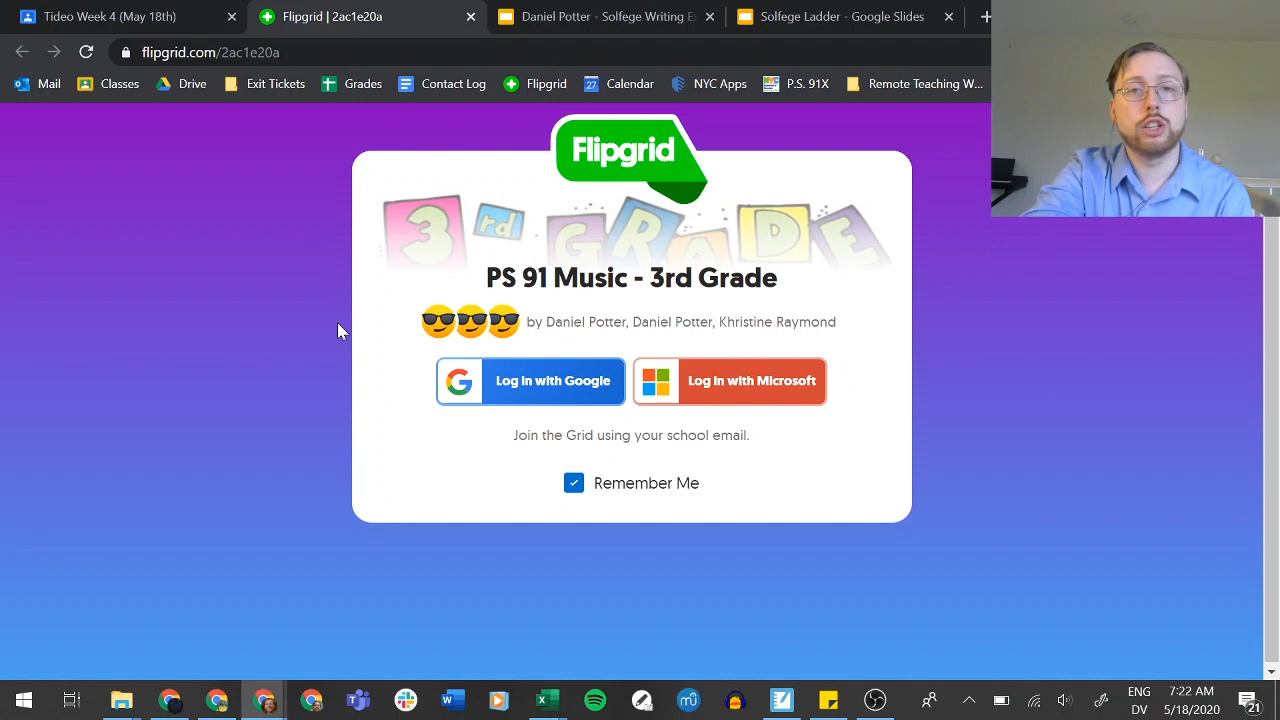 Tideo Week 4 (May 18th)
Flipgrid | 2ac1e20a
Daniel Potter - Solfege Writing E
Solfege Ladder - Google Slides
flipgrid.com/2ac1e20a
Mail
Classes
Drive
Exit Tickets
Grades
Contact Log
Flipgrid
27
Calendar
NYC Apps
P.S. 91X
Remote Teaching W...
Flipgrid
3rd GRADE
PS 91 Music - 3rd Grade
by Daniel Potter, Daniel Potter, Khristine Raymond
G
Log in with Google
Log in with Microsoft
Join the Grid using your school email.
Remember Me
ENG
DV
7:22 AM
5/18/2020
21